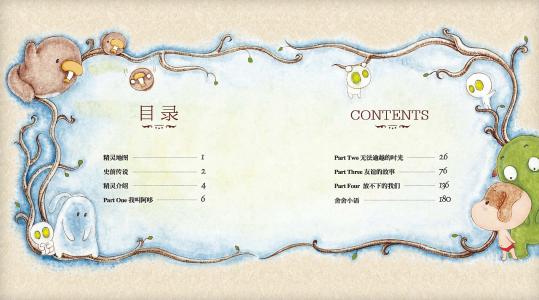 目录
精灵地图 1
史前传说 2
精灵介绍 4
Part One 我叫阿哆 6
CONTENTS
Part Two 无法逾越的时光 26
Part Three 友谊的故事 76
Part Four 放不下的我们 136
舍舍小语 180